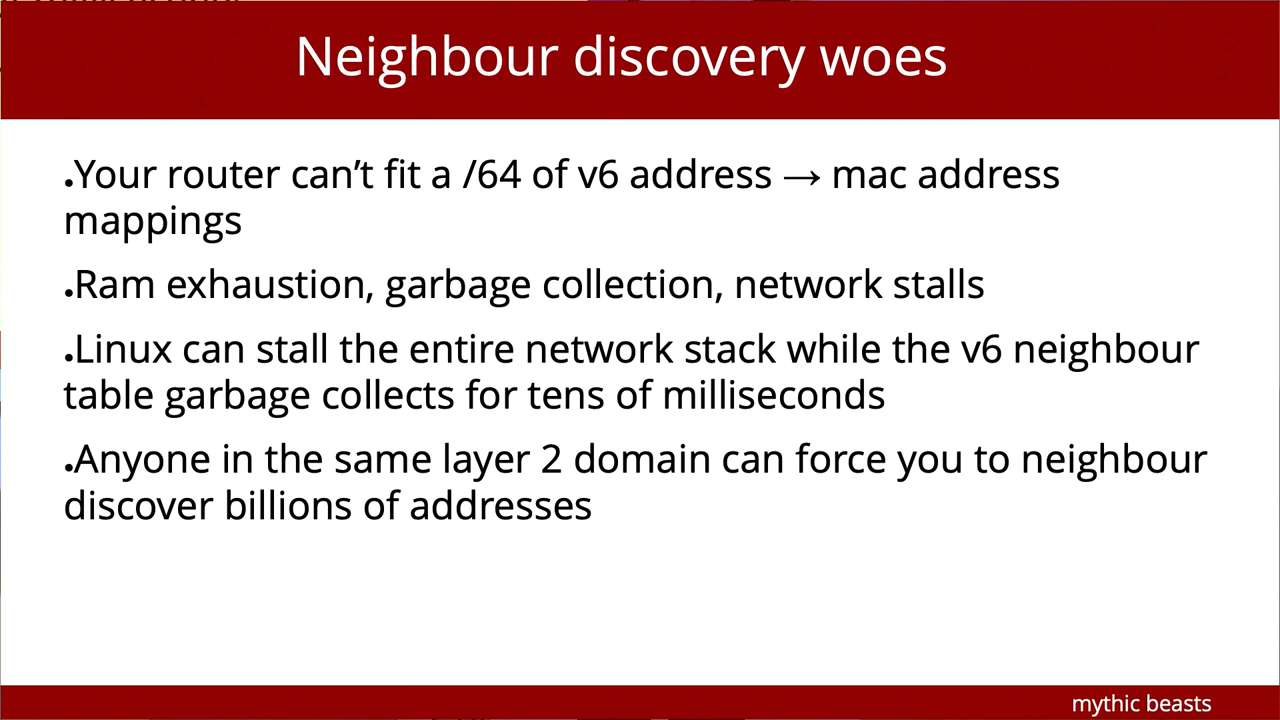 Neighbour discovery woes
•Your router can't fit a /64 of v6 address → mac address
mappings
•Ram exhaustion, garbage collection, network stalls
•Linux can stall the entire network stack while the v6 neighbour
table garbage collects for tens of milliseconds
•Anyone in the same layer 2 domain can force you to neighbour
discover billions of addresses
mythic beasts